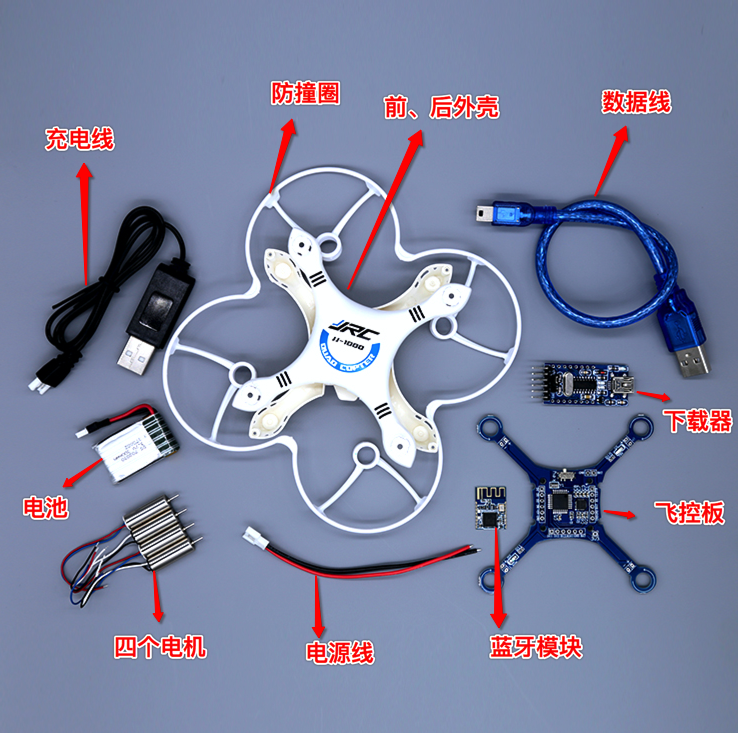 防撞圈
前、后外壳
数据线
充电线
JJRC
JJ-1000
QUAD COPTER
下载器
电池
飞控板
四个电机
电源线
蓝牙模块